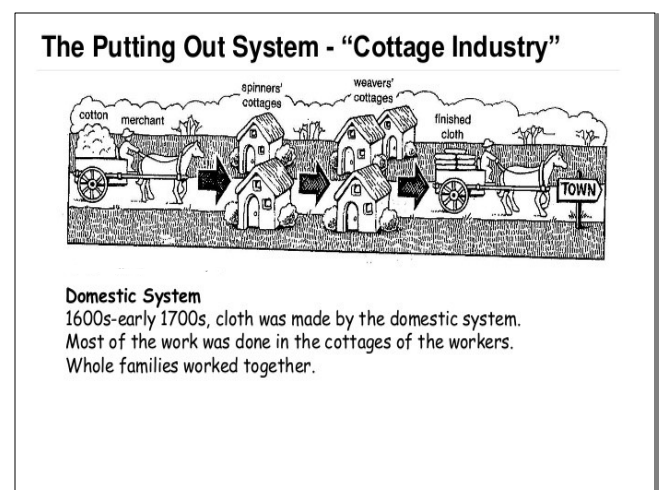 The Putting Out System - “Cottage Industry”
cotton
merchant
spinners'
cottages
weavers'
cottages
finished
cloth
TOWN
Domestic System
1600s-early 1700s, cloth was made by the domestic system.
Most of the work was done in the cottages of the workers.
Whole families worked together.